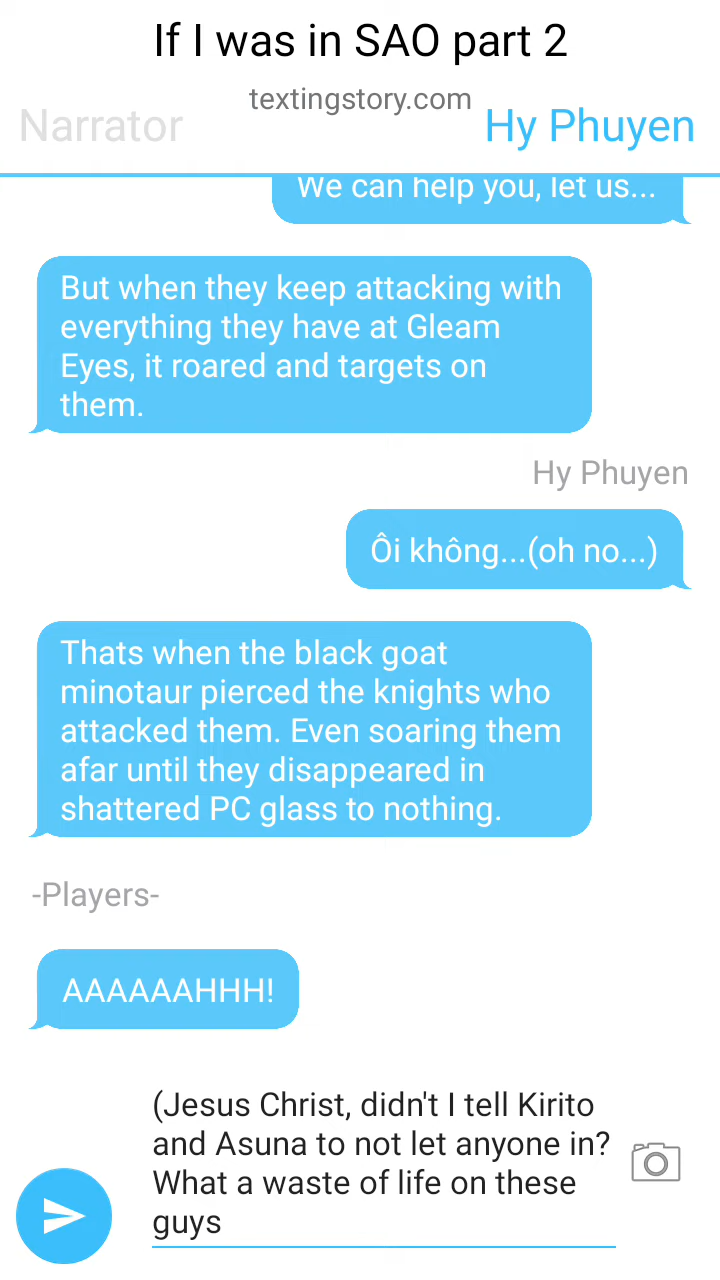 If I was in SAO part 2
textingstory.com
Narrator
Hy Phuyen
We can help you, let us...
But when they keep attacking with
everything they have at Gleam
Eyes, it roared and targets on
them.
Hy Phuyen
Ôi không...(oh no...)
Thats when the black goat
minotaur pierced the knights who
attacked them. Even soaring them
afar until they disappeared in
shattered PC glass to nothing.
-Players-
AAAAAAHHH!
(Jesus Christ, didn't I tell Kirito
and Asuna to not let anyone in?
What a waste of life on these
guys